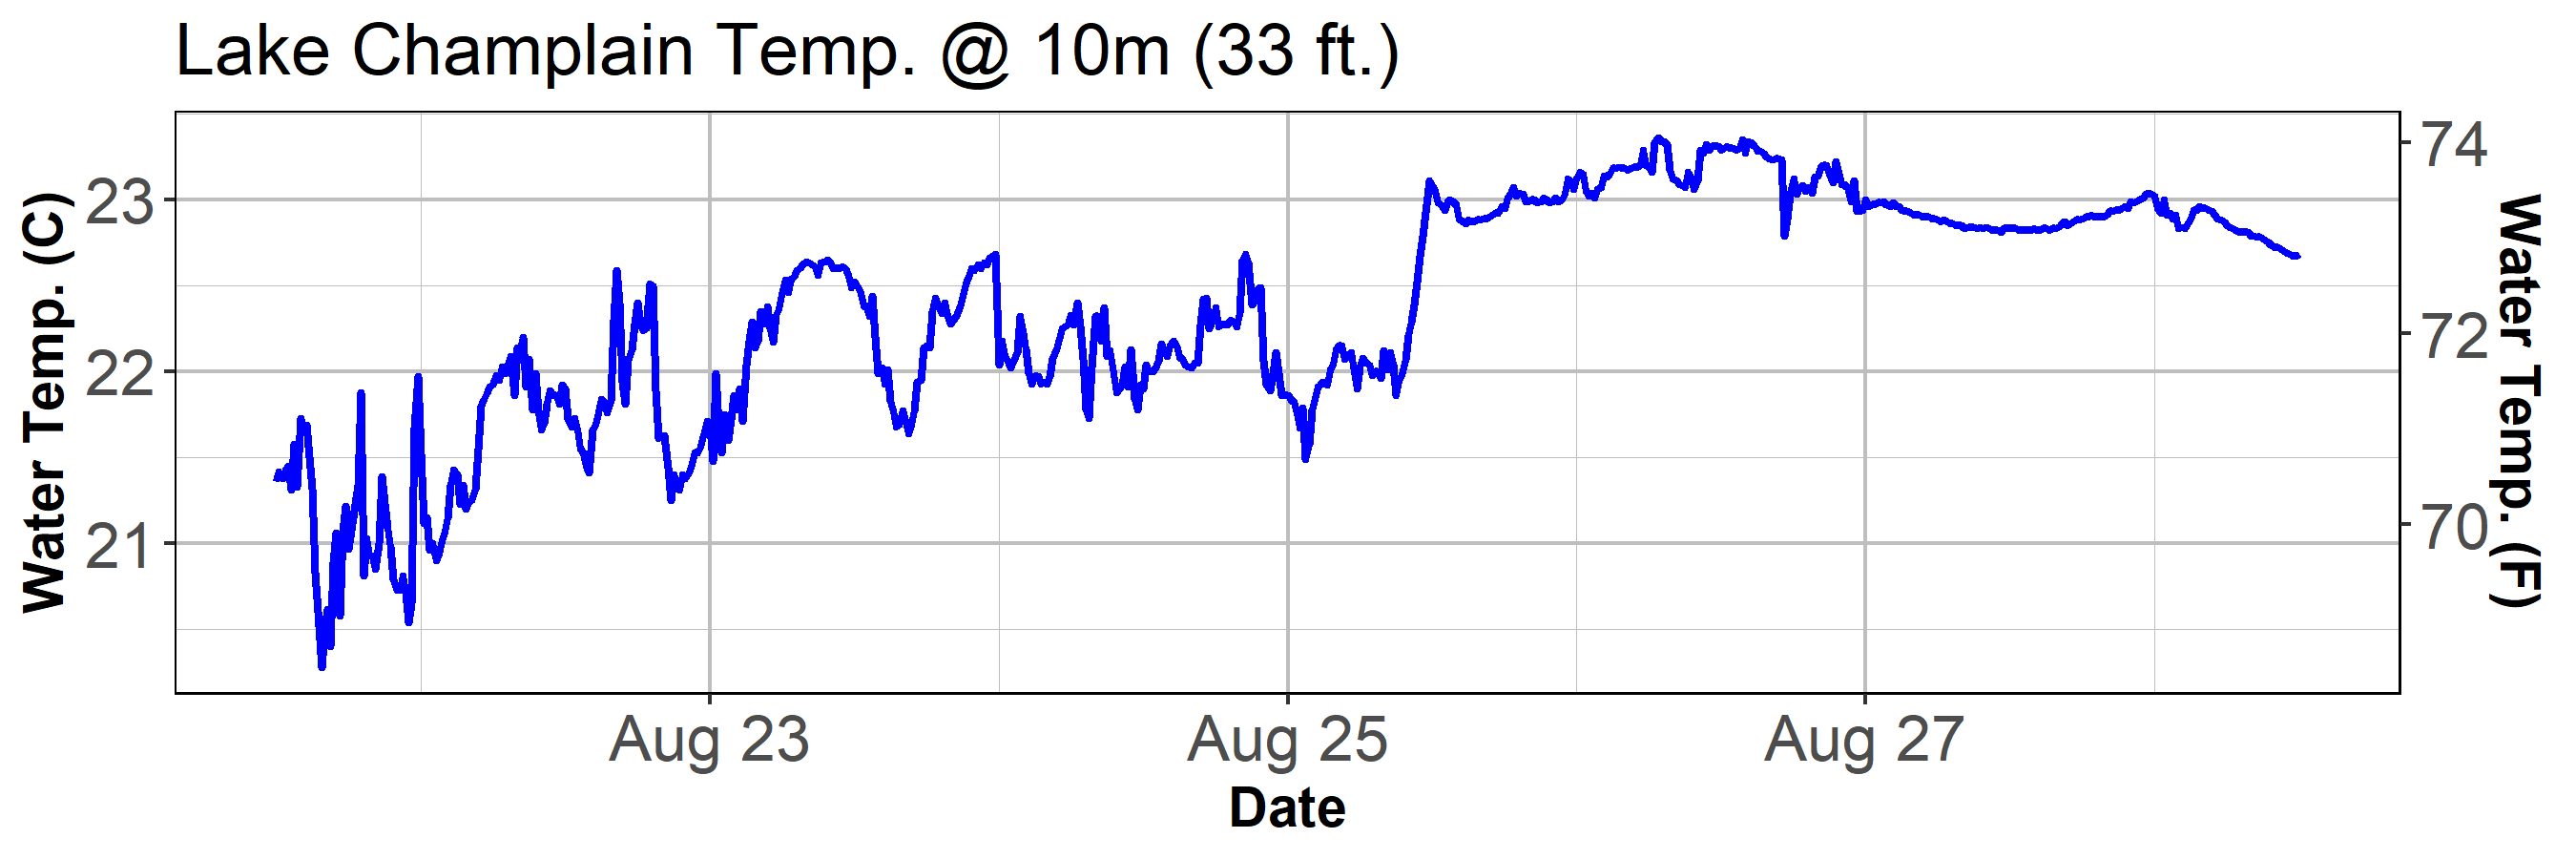 Lake Champlain Temp. @ 10m (33 ft.)
Water Temp. (C)
23
22
21
74
72
70
Water Temp. (F)
Aug 23
Aug 25
Aug 27
Date